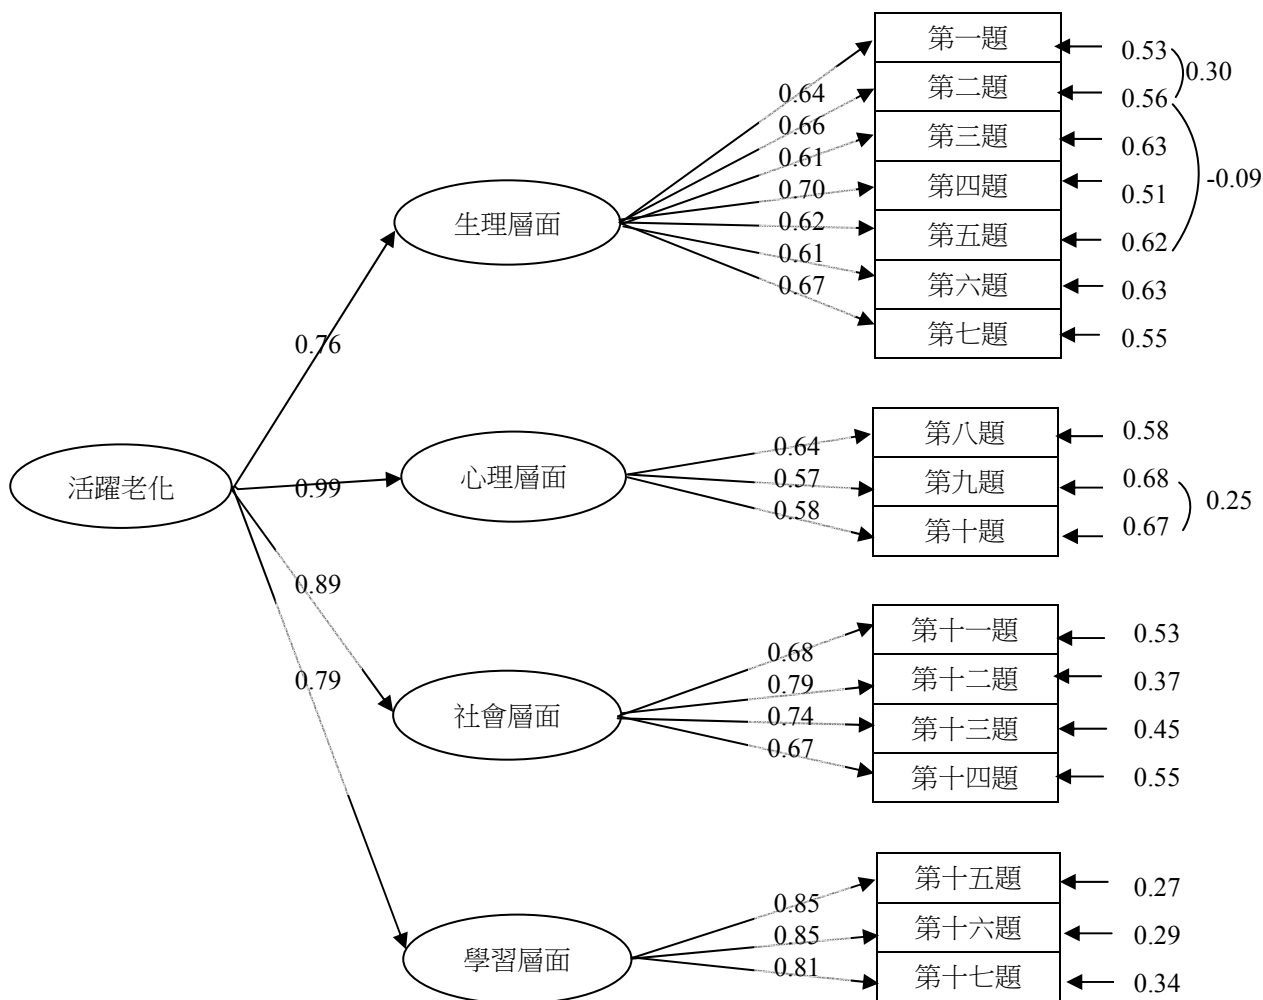 第一題
0.53
0.30
第二題
0.56
0.64
0.66
第三題
0.63
0.61
第四題
0.51
-0.09
0.70
生理層面
0.62
第五題
0.62
0.61
第六題
0.63
0.67
第七題
0.55
0.76
第八題
0.58
0.64
心理層面
0.57
第九題
0.68
0.25
0.58
第十題
0.67
活躍老化
0.99
0.89
第十一題
0.53
0.68
0.79
第十二題
0.37
0.79
社會層面
0.74
第十三題
0.45
0.67
第十四題
0.55
第十五題
0.27
0.85
第十六題
0.29
0.85
學習層面
0.81
第十七題
0.34